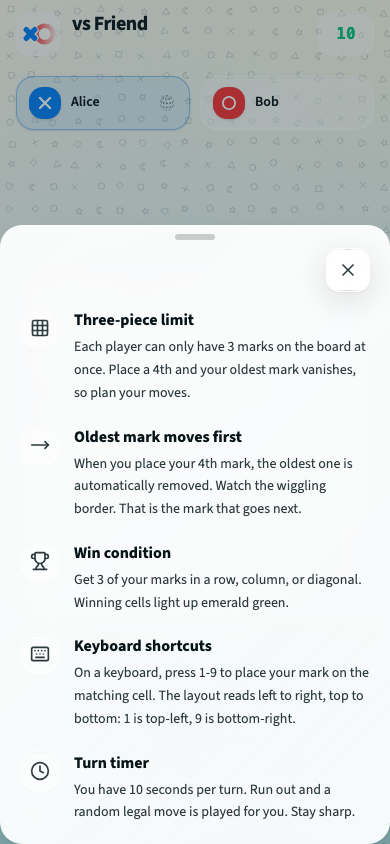 vs Friend
10
Alice
Bob
Three-piece limit
Each player can only have 3 marks on the board at
once. Place a 4th and your oldest mark vanishes,
so plan your moves.
Oldest mark moves first
When you place your 4th mark, the oldest one is
automatically removed. Watch the wiggling
border. That is the mark that goes next.
Win condition
Get 3 of your marks in a row, column, or diagonal.
Winning cells light up emerald green.
Keyboard shortcuts
On a keyboard, press 1-9 to place your mark on the
matching cell. The layout reads left to right, top to
bottom: 1 is top-left, 9 is bottom-right.
Turn timer
You have 10 seconds per turn. Run out and a
random legal move is played for you. Stay sharp.